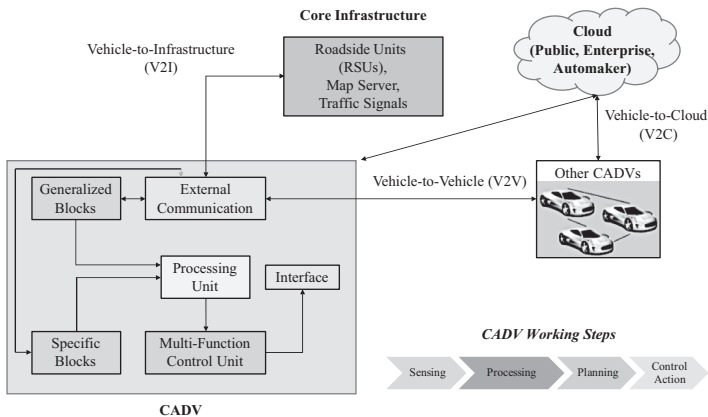 Core Infrastructure
Vehicle-to-Infrastructure
(V2I)
Roadside Units
(RSUs),
Map Server,
Traffic Signals
Cloud
(Public, Enterprise,
Automaker)
Vehicle-to-Cloud
(V2C)
Generalized
Blocks
External
Communication
Vehicle-to-Vehicle (V2V)
Other CADVs
Processing
Unit
Interface
Specific
Blocks
Multi-Function
Control Unit
CADV
CADV Working Steps
Sensing
Processing
Planning
Control
Action